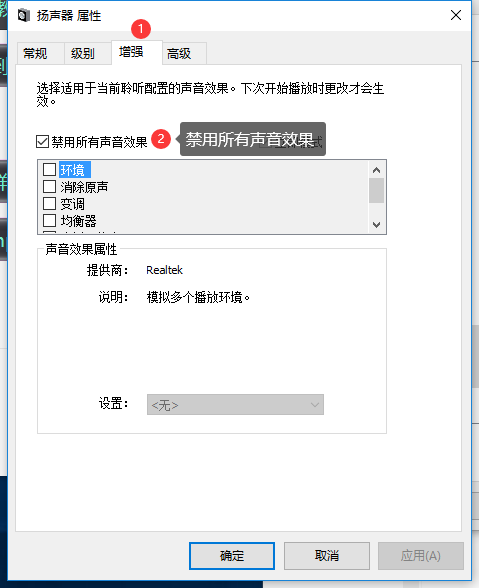 扬声器 属性
1
常规 级别 增强 高级
选择适用于当前聆听配置的声音效果。下次开始播放时更改才会生
效。
禁用所有声音效果 2 禁用所有声音效果
环境
消除原声
变调
均衡器
声音效果属性
提供商： Realtek
说明： 模拟多个播放环境。
设置： <无>
确定 取消 应用(A)